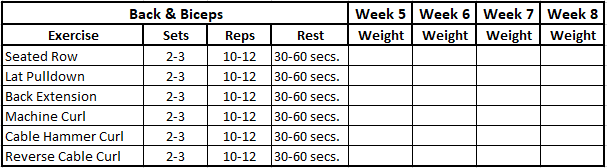 Back & Biceps Week 5 Week 6 Week 7 Week 8
Exercise Sets Reps Rest Weight Weight Weight Weight
Seated Row 2-3 10-12 30-60 secs.
Lat Pulldown 2-3 10-12 30-60 secs.
Back Extension 2-3 10-12 30-60 secs.
Machine Curl 2-3 10-12 30-60 secs.
Cable Hammer Curl 2-3 10-12 30-60 secs.
Reverse Cable Curl 2-3 10-12 30-60 secs.